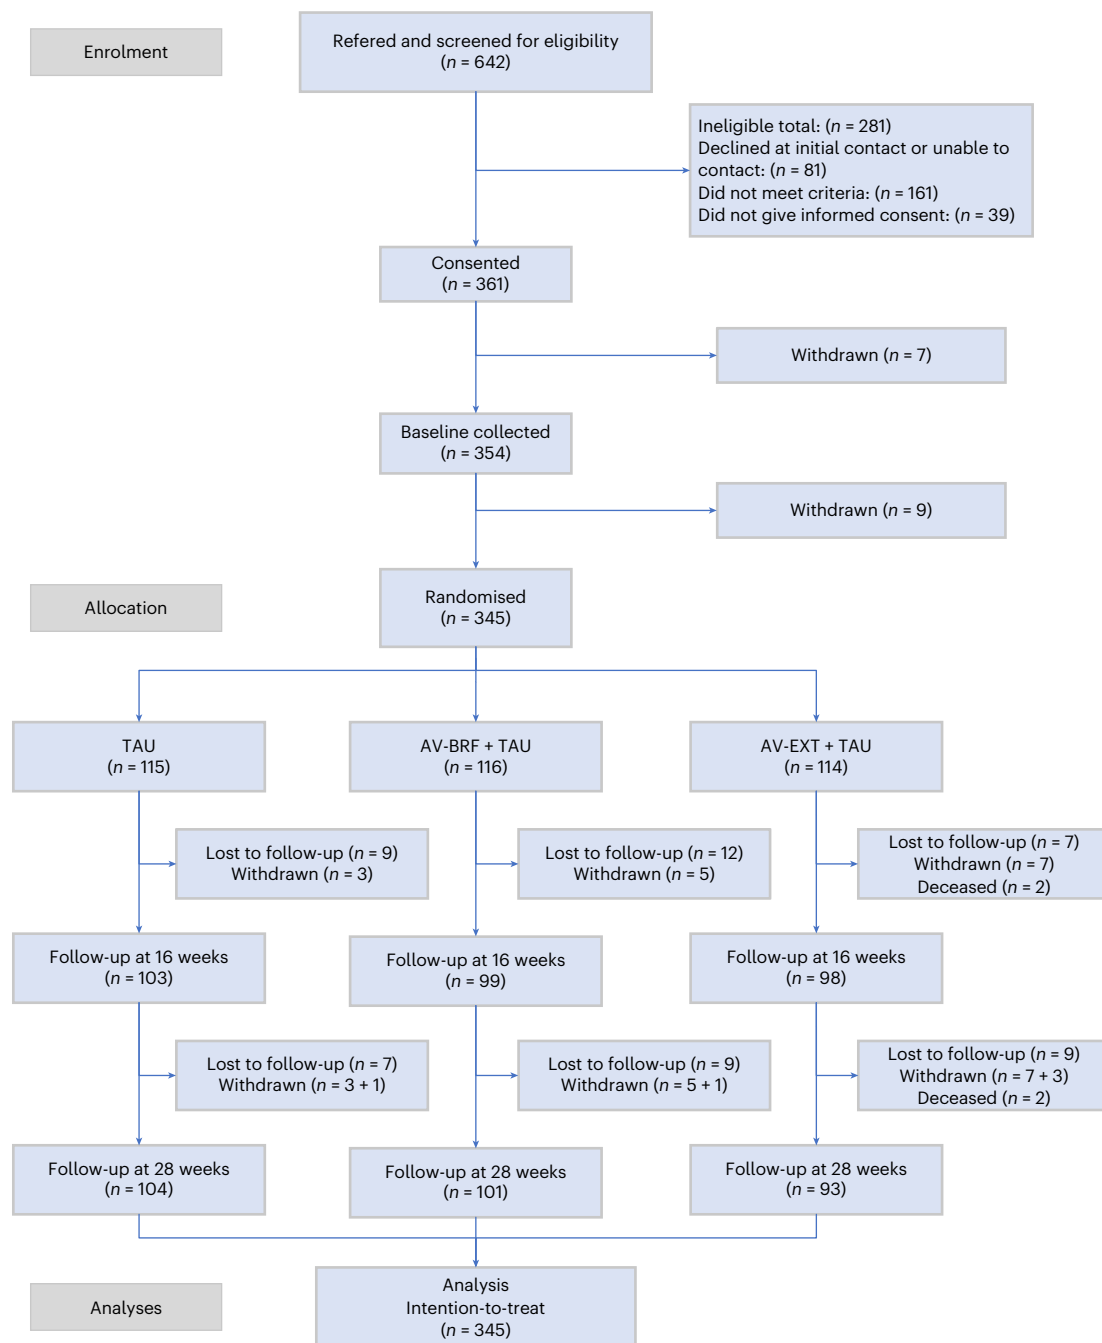 Enrolment
Refered and screened for eligibility
(n = 642)
Ineligible total: (n = 281)
Declined at initial contact or unable to
contact: (n = 81)
Did not meet criteria: (n = 161)
Did not give informed consent: (n = 39)
Consented
(n = 361)
Withdrawn (n = 7)
Baseline collected
(n = 354)
Withdrawn (n = 9)
Allocation
Randomised
(n = 345)
TAU
(n = 115)
AV-BRF + TAU
(n = 116)
AV-EXT + TAU
(n = 114)
Lost to follow-up (n = 9)
Withdrawn (n = 3)
Lost to follow-up (n = 12)
Withdrawn (n = 5)
Lost to follow-up (n = 7)
Withdrawn (n = 7)
Deceased (n = 2)
Follow-up at 16 weeks
(n = 103)
Follow-up at 16 weeks
(n = 99)
Follow-up at 16 weeks
(n = 98)
Lost to follow-up (n = 7)
Withdrawn (n = 3 + 1)
Lost to follow-up (n = 9)
Withdrawn (n = 5 + 1)
Lost to follow-up (n = 9)
Withdrawn (n = 7 + 3)
Deceased (n = 2)
Follow-up at 28 weeks
(n = 104)
Follow-up at 28 weeks
(n = 101)
Follow-up at 28 weeks
(n = 93)
Analyses
Analysis
Intention-to-treat
(n = 345)